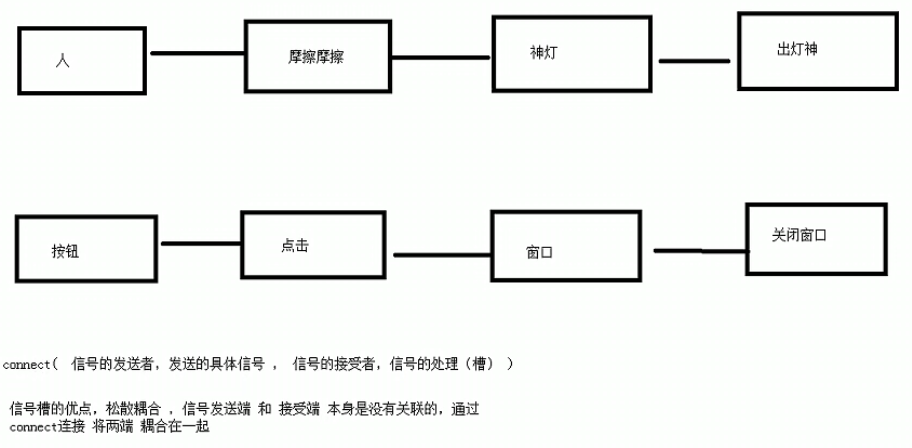 人
摩擦摩擦
神灯
出灯神
按钮
点击
窗口
关闭窗口
connect( 信号的发送者，发送的具体信号 ， 信号的接受者，信号的处理（槽） )
信号槽的优点，松散耦合 ，信号发送端 和 接受端 本身是没有关联的，通过
connect连接 将两端 耦合在一起